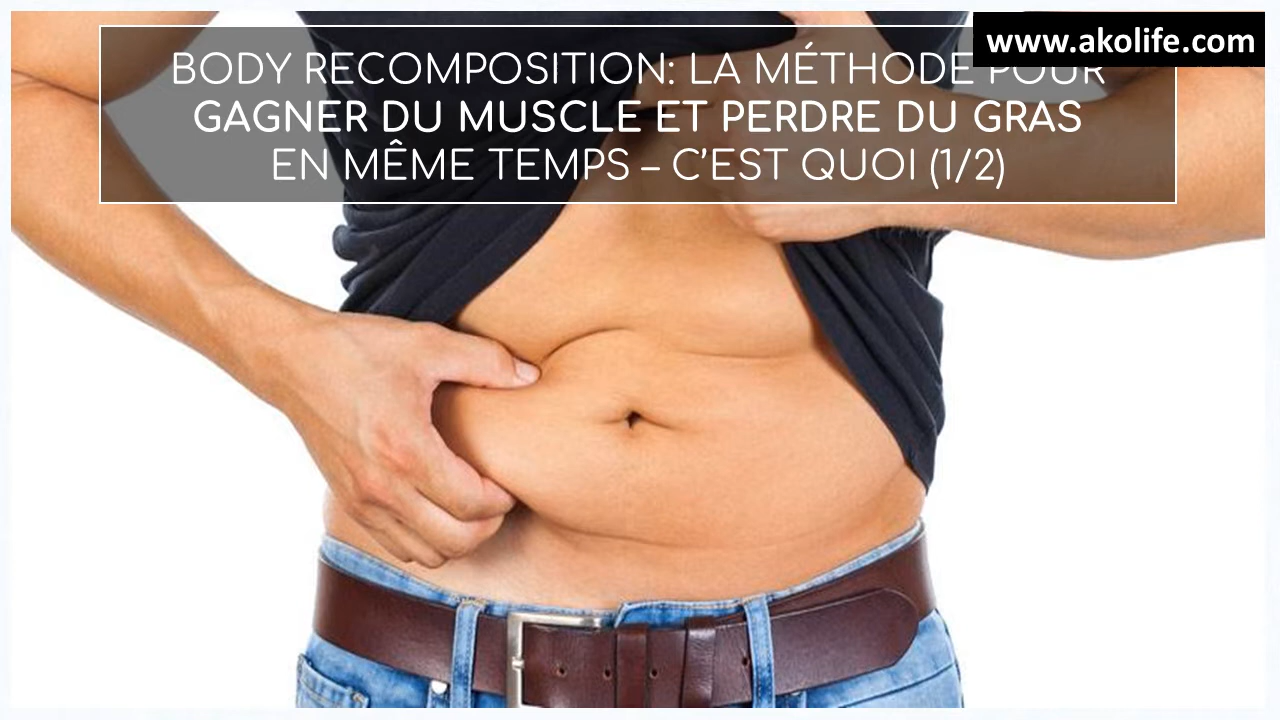 www.akolife.com
BODY RECOMPOSITION: LA MÉTHODE POUR
GAGNER DU MUSCLE ET PERDRE DU GRAS
EN MÊME TEMPS – C’EST QUOI (1/2)